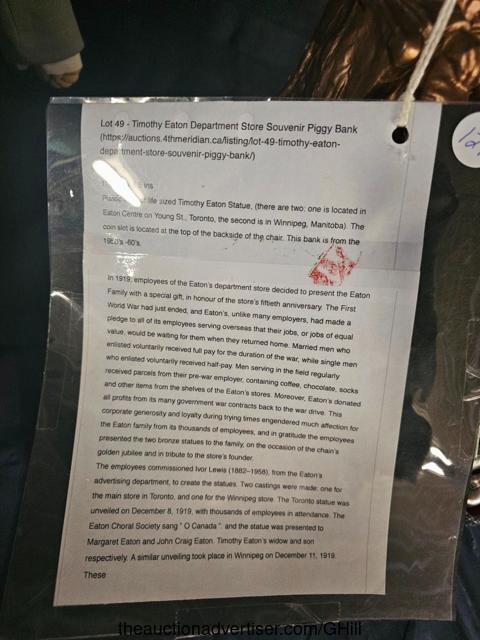 Lot 49 - Timothy Eaton Department Store Souvenir Piggy Bank
(https://auctions.4thmeridian.ca/listing/lot-49-timothy-eaton-
department-store-souvenir-piggy-bank/)
ins
life sized Timothy Eaton Statue, (there are two; one is located in
Eaton Centre on Young St., Toronto, the second is in Winnipeg, Manitoba). The
coin slot is located at the top of the backside of the chair. This bank is from the
-60's.
In 1919, employees of the Eaton's department store decided to present the Eaton
Family with a special gift, in honour of the store's fiftieth anniversary. The First
World War had just ended, and Eaton's, unlike many employers, had made a
pledge to all of its employees serving overseas that their jobs, or jobs of equal
value, would be waiting for them when they returned home. Married men who
enlisted voluntarily received full pay for the duration of the war, while single men
who enlisted voluntarily received half-pay. Men serving in the field regularly
received parcels from their pre-war employer, containing coffee, chocolate, socks
and other items from the shelves of the Eaton's stores. Moreover, Eaton's donated
all profits from its many government war contracts back to the war drive. This
corporate generosity and loyalty during trying times engendered much affection for
the Eaton family from its thousands of employees, and in gratitude the employees
presented the two bronze statues to the family, on the occasion of the chain's
golden jubilee and in tribute to the store's founder.
The employees commissioned Ivor Lewis (1882–1958), from the Eaton's
advertising department, to create the statues. Two castings were made: one for
the main store in Toronto, and one for the Winnipeg store. The Toronto statue was
unveiled on December 8, 1919, with thousands of employees in attendance. The
Eaton Choral Society sang " O Canada ", and the statue was presented to
Margaret Eaton and John Craig Eaton. Timothy Eaton's widow and son
respectively. A similar unveiling took place in Winnipeg on December 11, 1919.
These
theauctionadvertiser.com/GHill